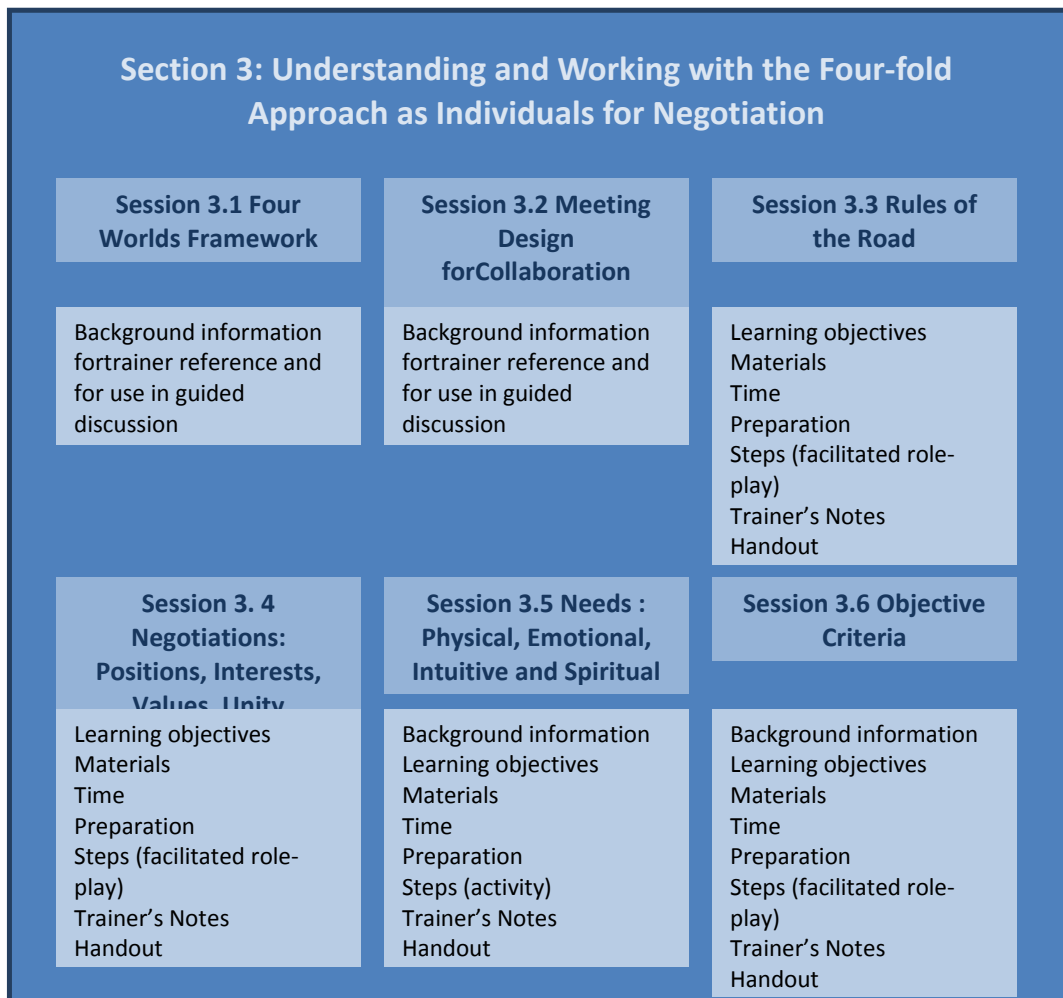 Section 3: Understanding and Working with the Four-fold
Approach as Individuals for Negotiation
Session 3.1 Four
Worlds Framework
Background information
fortrainer reference and
for use in guided
discussion
Session 3.2 Meeting
Design
forCollaboration
Background information
fortrainer reference and
for use in guided
discussion
Session 3.3 Rules of
the Road
Learning objectives
Materials
Time
Preparation
Steps (facilitated role-
play)
Trainer’s Notes
Handout
Session 3. 4
Negotiations:
Positions, Interests,
Values, Unity
Learning objectives
Materials
Time
Preparation
Steps (facilitated role-
play)
Trainer’s Notes
Handout
Session 3.5 Needs :
Physical, Emotional,
Intuitive and Spiritual
Background information
Learning objectives
Materials
Time
Preparation
Steps (activity)
Trainer’s Notes
Handout
Session 3.6 Objective
Criteria
Background information
Learning objectives
Materials
Time
Preparation
Steps (facilitated role-
play)
Trainer’s Notes
Handout